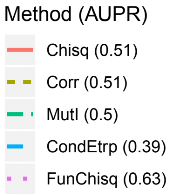 Method (AUPR)
Chisq (0.51)
Corr (0.51)
MutI (0.5)
CondEtrp (0.39)
FunChisq (0.63)